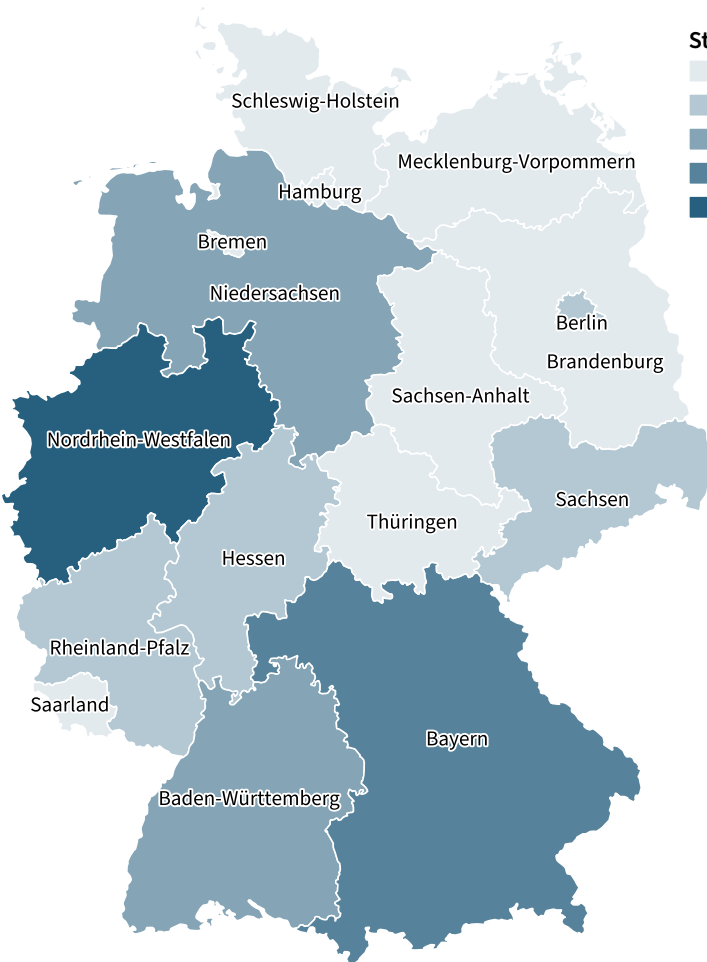 St
Schleswig-Holstein
Mecklenburg-Vorpommern
Hamburg
Bremen
Niedersachsen
Berlin
Brandenburg
Sachsen-Anhalt
Nordrhein-Westfalen
Sachsen
Thüringen
Hessen
Rheinland-Pfalz
Saarland
Bayern
Baden-Württemberg